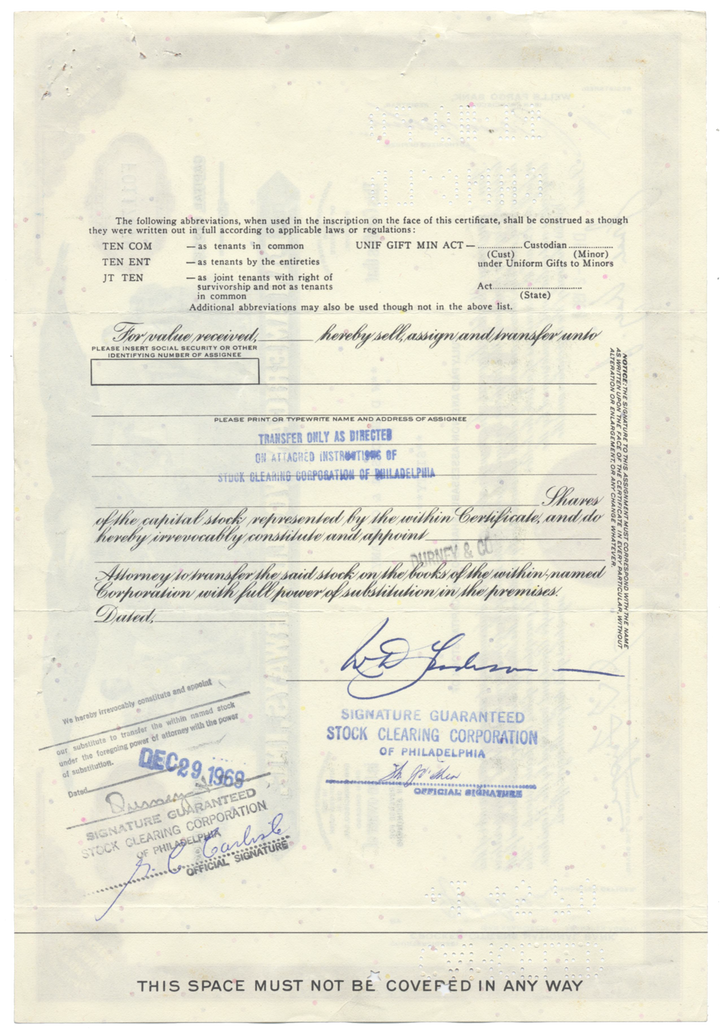 The following abbreviations, when used in the inscription on the face of this certificate, shall be construed as though
they were written out in full according to applicable laws or regulations:
TEN COM — as tenants in common UNIF GIFT MIN ACT — ..............Custodian ..............
(Cust) (Minor)
TEN ENT — as tenants by the entireties under Uniform Gifts to Minors
JT TEN — as joint tenants with right of
survivorship and not as tenants
in common
Act..............................
(State)
Additional abbreviations may also be used though not in the above list.
For value received, hereby sell, assign and transfer unto
PLEASE INSERT SOCIAL SECURITY OR OTHER
IDENTIFYING NUMBER OF ASSIGNEE
PLEASE PRINT OR TYPEWRITE NAME AND ADDRESS OF ASSIGNEE
TRANSFER ONLY AS DIRECTED
ON ATTACHED INSTRUCTIONS OF
STOCK CLEARING CORPORATION OF PHILADELPHIA
Shares
of the capital stock represented by the within Certificate, and do
hereby irrevocably constitute and appoint
DURNEY & CO
Attorney to transfer the said stock on the books of the within-named
Corporation with full power of substitution in the premises.
Dated,
NOTICE: THE SIGNATURE TO THIS ASSIGNMENT MUST CORRESPOND WITH THE NAME
AS WRITTEN UPON THE FACE OF THE CERTIFICATE IN EVERY PARTICULAR, WITHOUT
ALTERATION OR ENLARGEMENT, OR ANY CHANGE WHATEVER.
SIGNATURE GUARANTEED
STOCK CLEARING CORPORATION
OF PHILADELPHIA
OFFICIAL SIGNATURE
We hereby irrevocably constitute and appoint
our substitute to transfer the within named stock
under the foregoing power of attorney with the power
of substitution.
DEC 29 1969
Dated
Durney
SIGNATURE GUARANTEED
STOCK CLEARING CORPORATION
OF PHILADELPHIA
OFFICIAL SIGNATURE
THIS SPACE MUST NOT BE COVERED IN ANY WAY